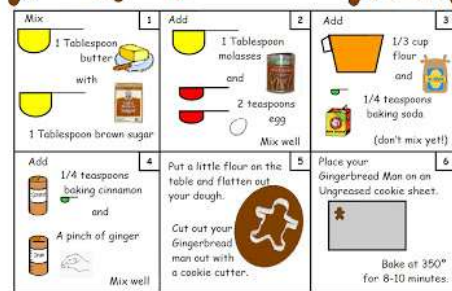 Mix
1
1 Tablespoon
butter
with
1 Tablespoon brown sugar
Add
2
1 Tablespoon
molasses
and
2 teaspoons
egg
Mix well
Add
3
1/3 cup
flour
and
1/4 teaspoons
baking soda
(don't mix yet!)
Add
4
1/4 teaspoons
baking cinnamon
and
A pinch of ginger
Mix well
Put a little flour on the
5
table and flatten out
your dough.
Cut out your
Gingerbread
man out with
a cookie cutter.
Place your
6
Gingerbred Man on an
Ungreased cookie sheet.
Bake at 350°
for 8-10 minutes.